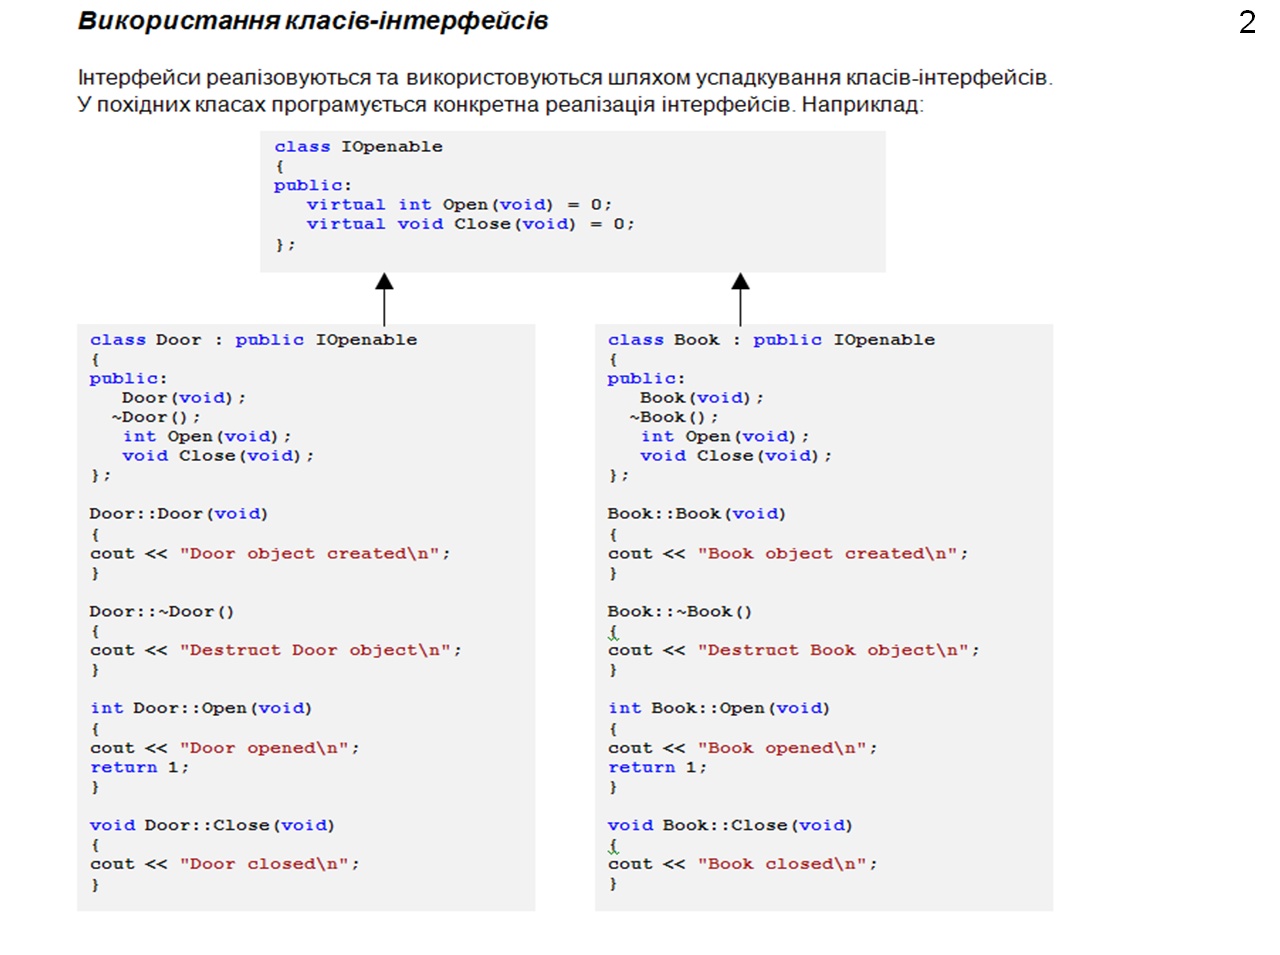 Використання класів-інтерфейсів
2
Інтерфейси реалізовуються та використовуються шляхом успадкування класів-інтерфейсів.
У похідних класах програмується конкретна реалізація інтерфейсів. Наприклад:
class IOpenable
{
public:
virtual int Open(void) = 0;
virtual void Close(void) = 0;
};
class Door : public IOpenable
{
public:
Door(void);
~Door();
int Open(void);
void Close(void);
};
Door::Door(void)
{
cout << "Door object created\n";
}
Door::~Door()
{
cout << "Destruct Door object\n";
}
int Door::Open(void)
{
cout << "Door opened\n";
return 1;
}
void Door::Close(void)
{
cout << "Door closed\n";
}
class Book : public IOpenable
{
public:
Book(void);
~Book();
int Open(void);
void Close(void);
};
Book::Book(void)
{
cout << "Book object created\n";
}
Book::~Book()
{
cout << "Destruct Book object\n";
}
int Book::Open(void)
{
cout << "Book opened\n";
return 1;
}
void Book::Close(void)
{
cout << "Book closed\n";
}